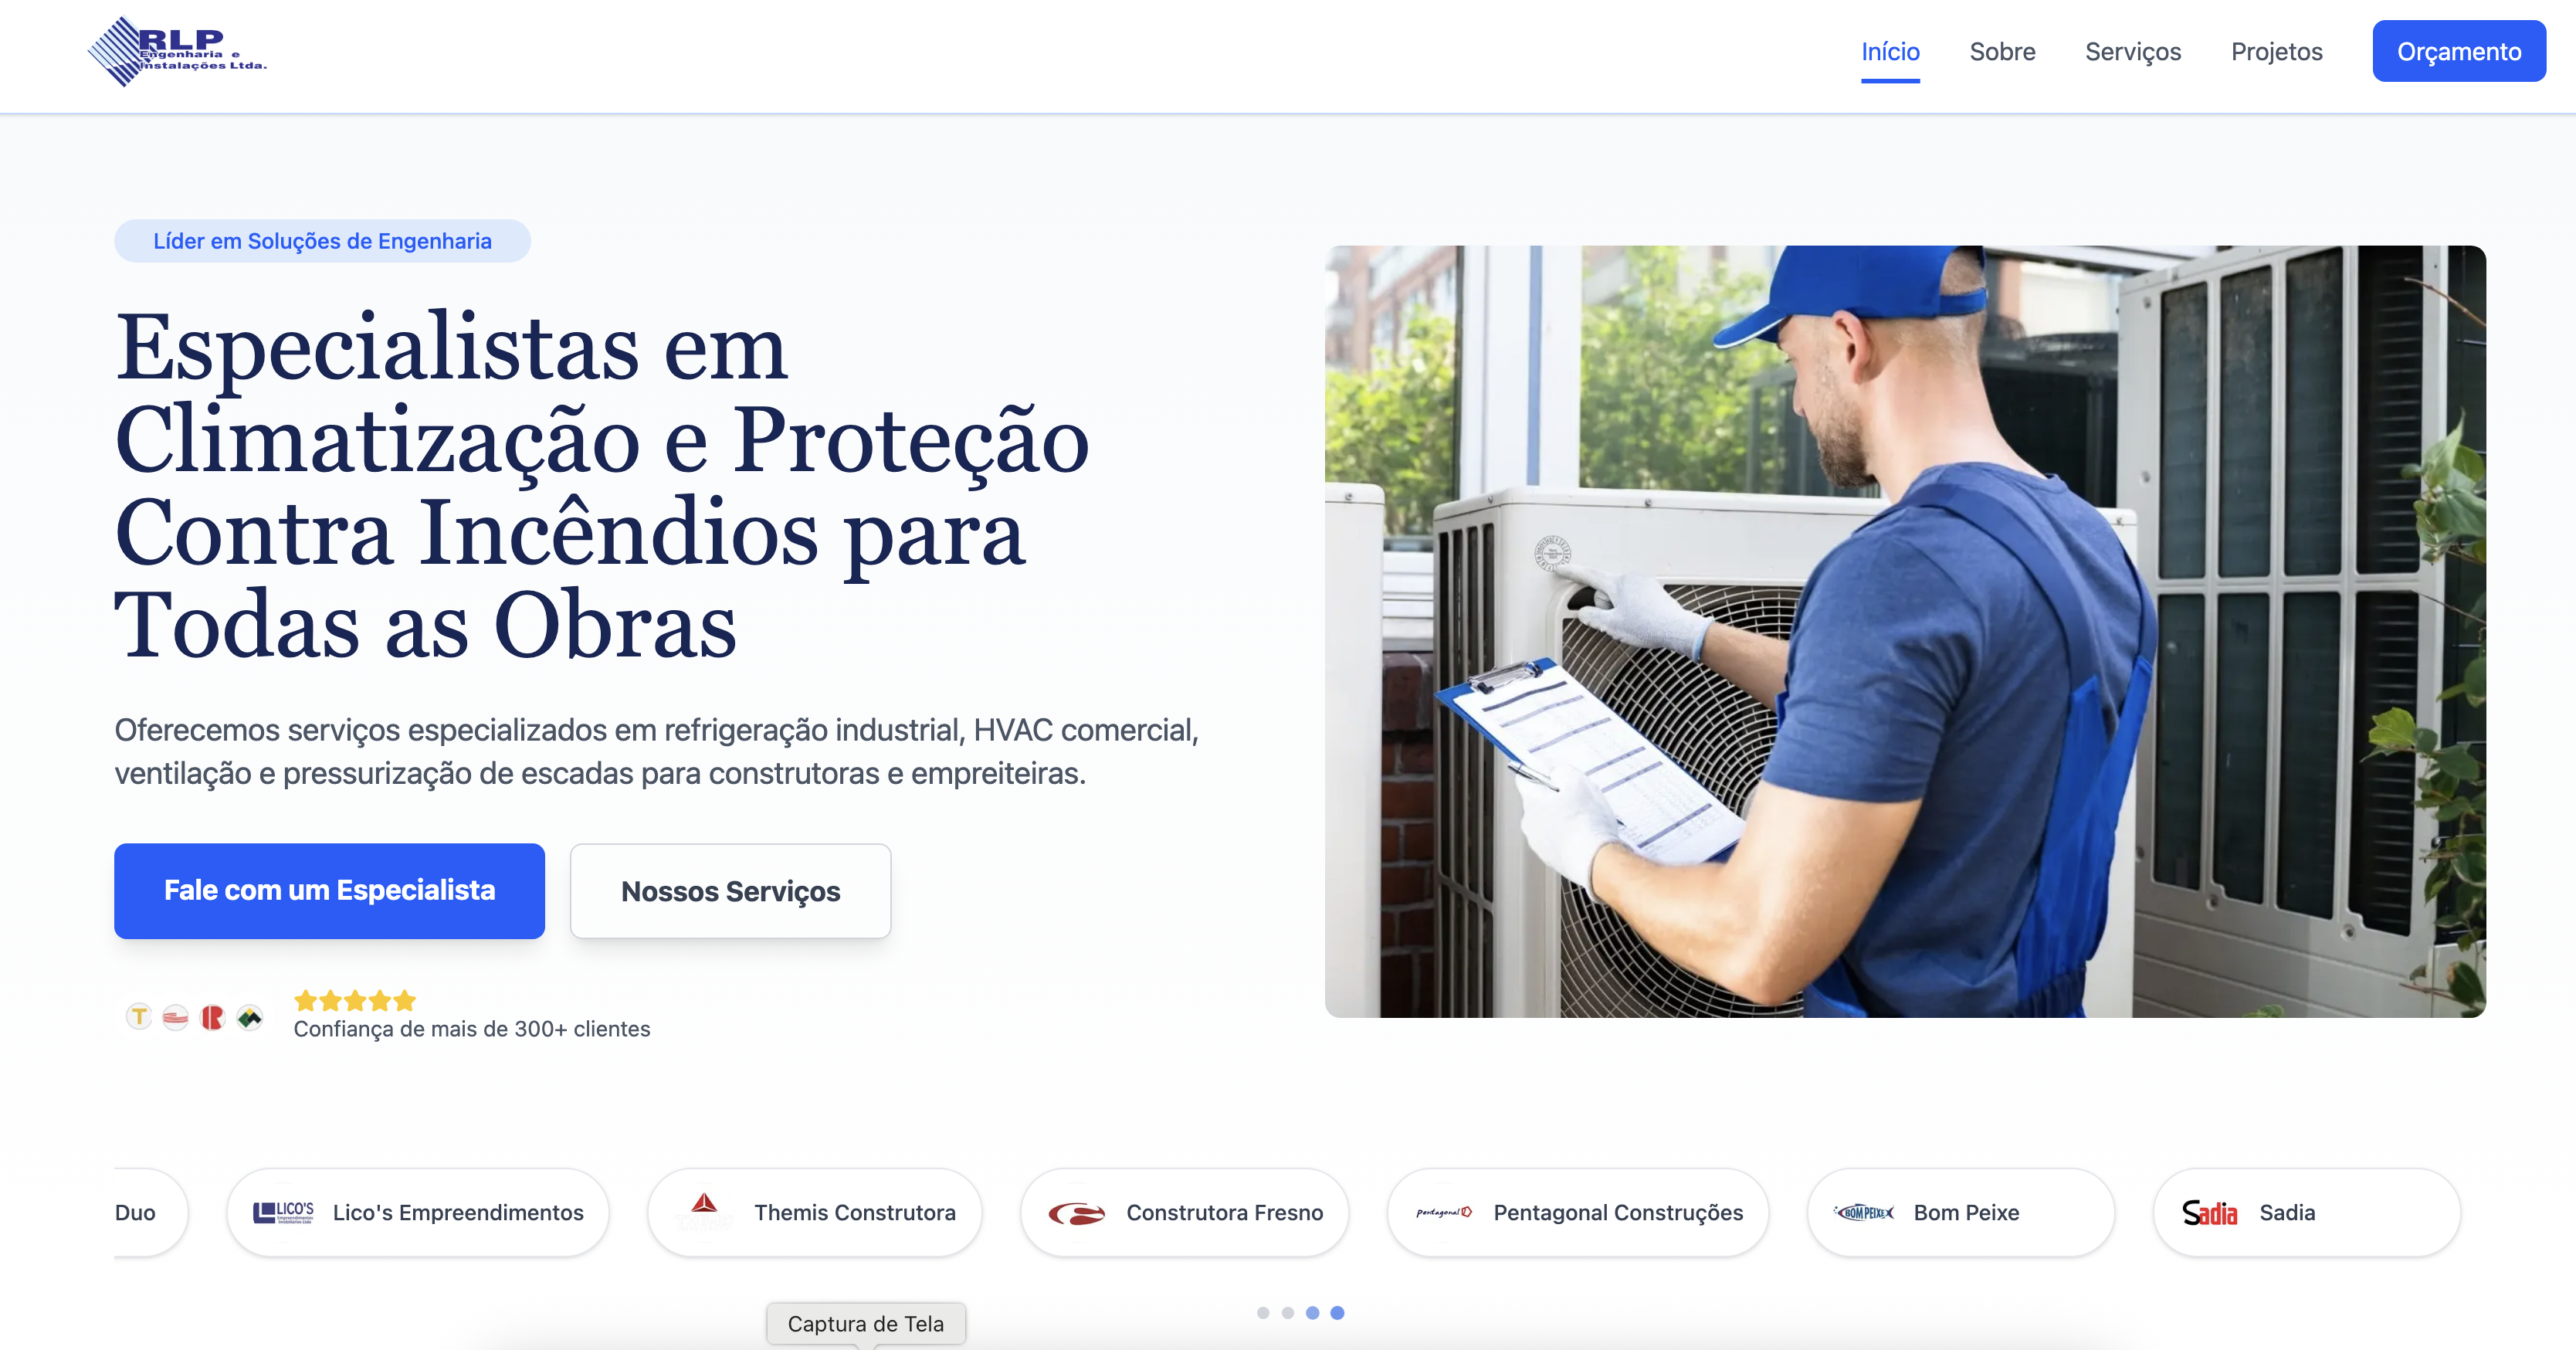 RLP
Engenharia e
Instalações Ltda.
Início
Sobre
Serviços
Projetos
Orçamento
Líder em Soluções de Engenharia
Especialistas em
Climatização e Proteção
Contra Incêndios para
Todas as Obras
Oferecemos serviços especializados em refrigeração industrial, HVAC comercial,
ventilação e pressurização de escadas para construtoras e empreiteiras.
Fale com um Especialista
Nossos Serviços
T
R
Confiança de mais de 300+ clientes
Duo
LICO'S
Lico's Empreendimentos
Themis Construtora
Construtora Fresno
Pentagonal
Pentagonal Construções
BOM PEIXE
Bom Peixe
Sadia
Sadia
Captura de Tela